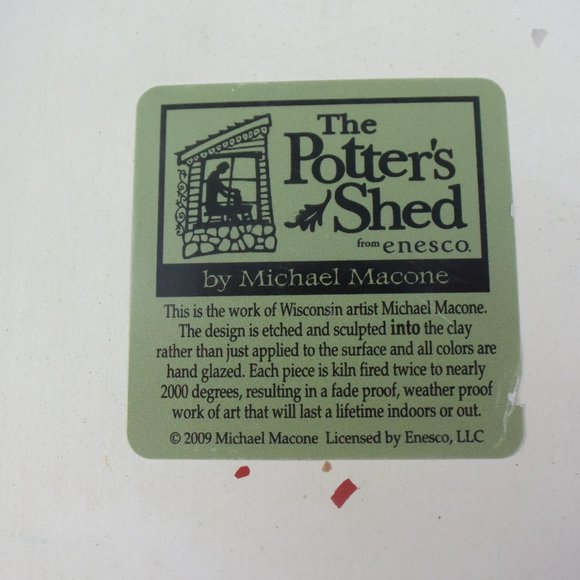 The
Potter's
Shed
from enesco.
by Michael Macone
This is the work of Wisconsin artist Michael Macone.
The design is etched and sculpted into the clay
rather than just applied to the surface and all colors are
hand glazed. Each piece is kiln fired twice to nearly
2000 degrees, resulting in a fade proof, weather proof
work of art that will last a lifetime indoors or out.
© 2009 Michael Macone Licensed by Enesco, LLC